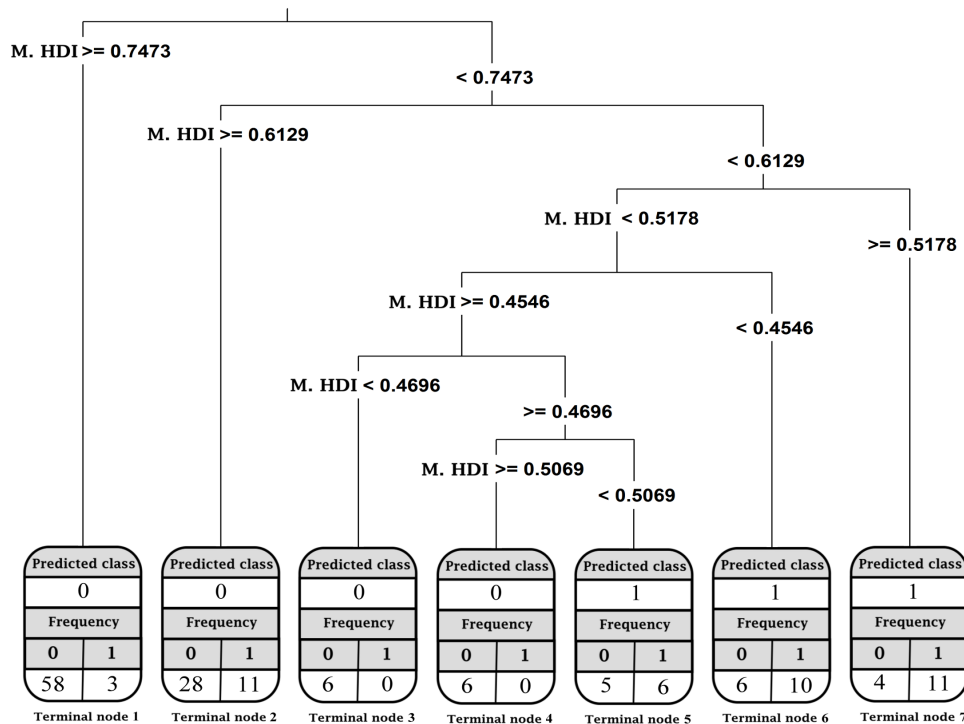 M. HDI >= 0.7473
< 0.7473
M. HDI >= 0.6129
< 0.6129
M. HDI < 0.5178
>= 0.5178
M. HDI >= 0.4546
< 0.4546
M. HDI < 0.4696
>= 0.4696
M. HDI >= 0.5069
< 0.5069
Predicted class Predicted class Predicted class Predicted class Predicted class Predicted class Predicted class
0 0 0 0 1 1 1
Frequency Frequency Frequency Frequency Frequency Frequency Frequency
0 1 0 1 0 1 0 1 0 1 0 1 0 1
58 3 28 11 6 0 6 0 5 6 6 10 4 11
Terminal node 1 Terminal node 2 Terminal node 3 Terminal node 4 Terminal node 5 Terminal node 6 Terminal node 7